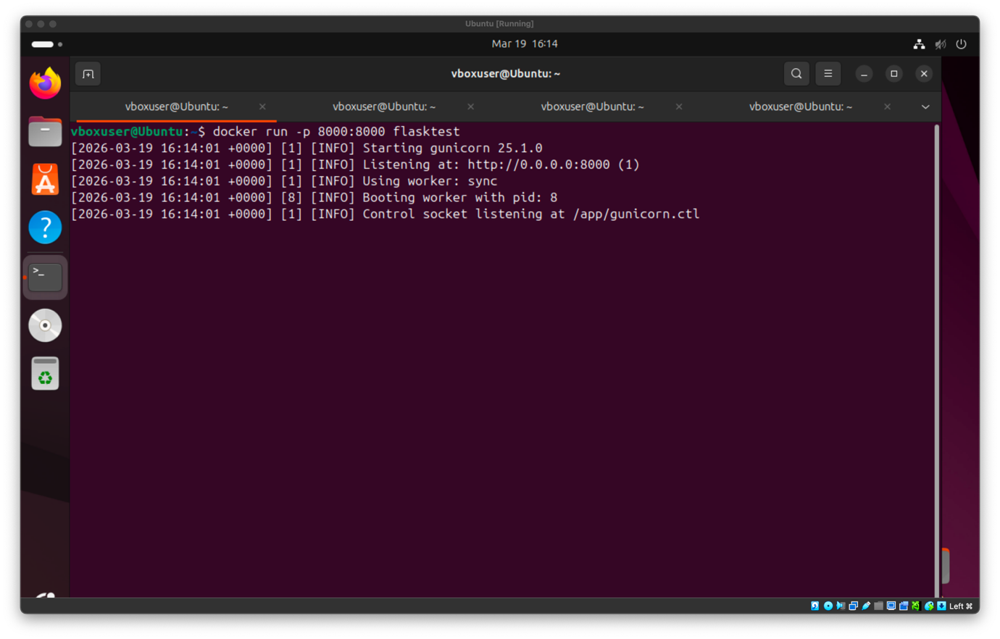 Ubuntu [Running]
Mar 19 16:14
vboxuser@Ubuntu: ~
vboxuser@Ubuntu: ~ vboxuser@Ubuntu: ~ vboxuser@Ubuntu: ~ vboxuser@Ubuntu: ~
vboxuser@Ubuntu:~$ docker run -p 8000:8000 flasktest
[2026-03-19 16:14:01 +0000] [1] [INFO] Starting gunicorn 25.1.0
[2026-03-19 16:14:01 +0000] [1] [INFO] Listening at: http://0.0.0.0:8000 (1)
[2026-03-19 16:14:01 +0000] [1] [INFO] Using worker: sync
[2026-03-19 16:14:01 +0000] [8] [INFO] Booting worker with pid: 8
[2026-03-19 16:14:01 +0000] [1] [INFO] Control socket listening at /app/gunicorn.ctl
Left ⌘